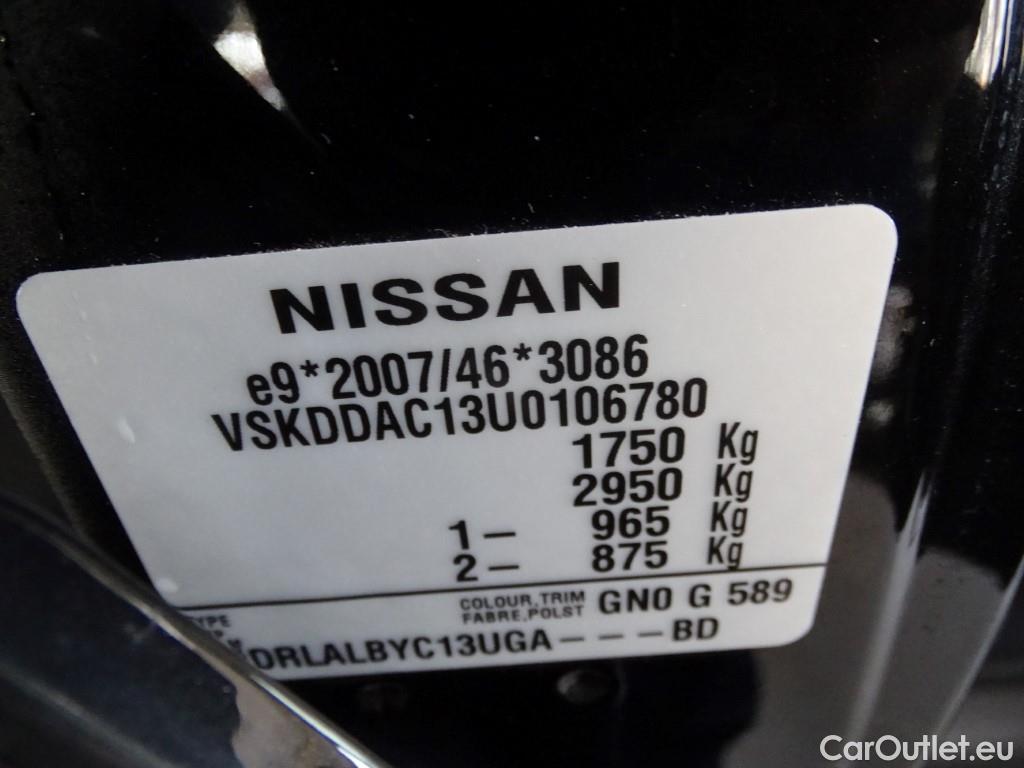 NISSAN
e9*2007/46*3086
VSKDDAC13U0106780
1750 Kg
2950 Kg
1- 965 Kg
2- 875 Kg
COLOUR,TRIM GN0 G 589
FABRE,POLST
DRLALBYC13UGA---BD
CarOutlet.eu